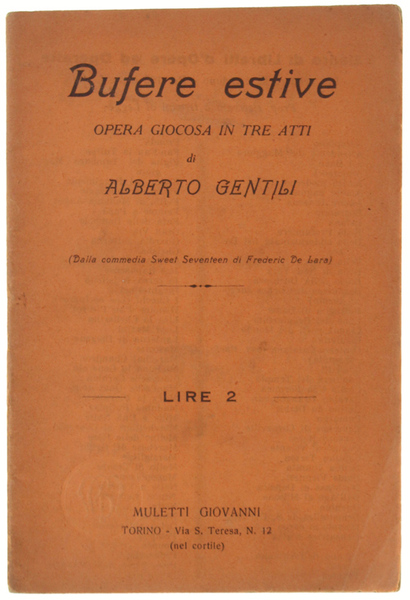 Bufere estive
OPERA GIOCOSA IN TRE ATTI
di
ALBERTO GENTILI
(Dalla commedia Sweet Seventeen di Frederic De Lara)
LIRE 2
MULETTI GIOVANNI
TORINO - Via S. Teresa, N. 12
(nel cortile)